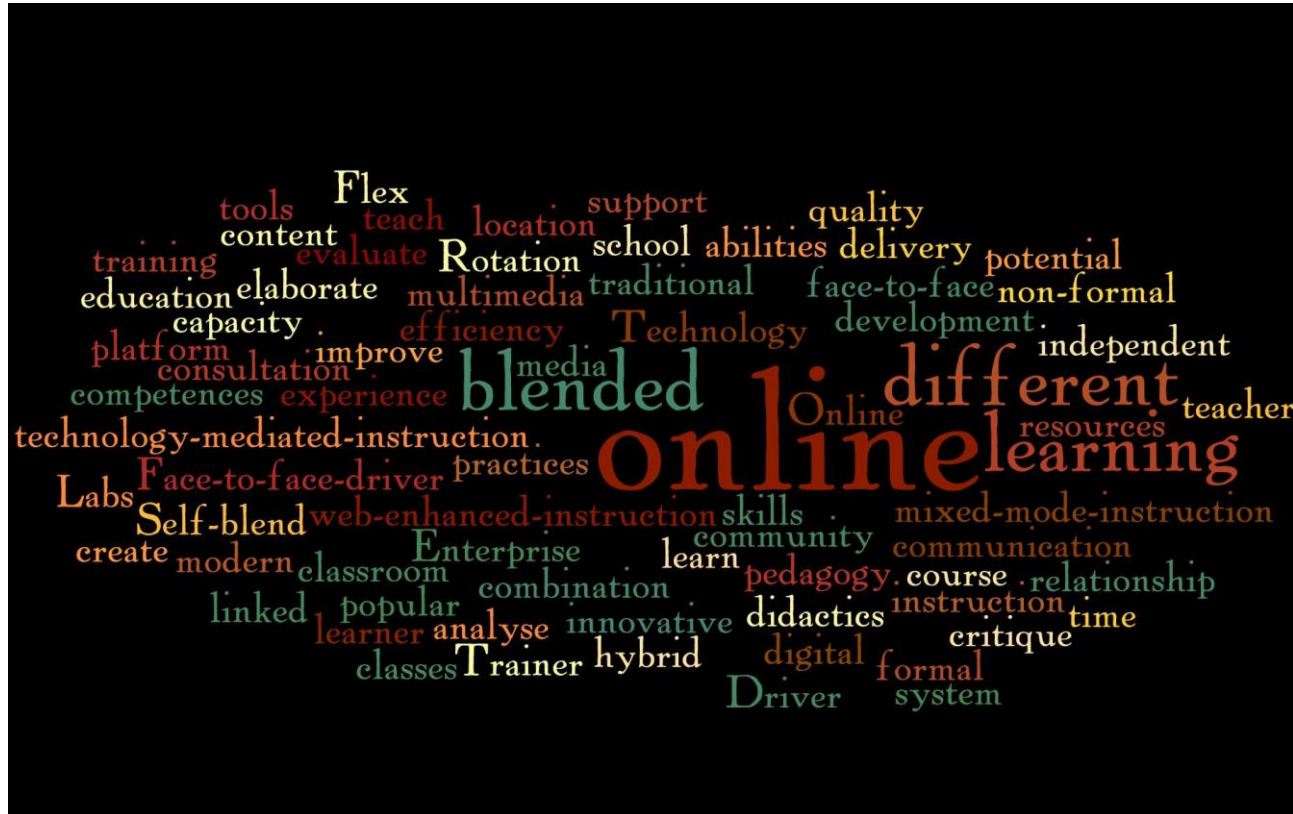 Flex
tools teach location support quality
content evaluate Rotation school abilities delivery potential
training
education elaborate multimedia traditional face-to-face non-formal
capacity efficiency Technology development independent
platform consultation improve media different
competences experience blended Online teacher
technology-mediated-instruction. practices online learning resources
Labs Face-to-face-driver
Self-blend web-enhanced-instruction skills mixed-mode-instruction
create modern Enterprise learn community communication
classroom combination pedagogy. course .relationship
linked popular innovative didactics instruction time
learner analyse critique
classes Trainer hybrid digital formal
Driver system